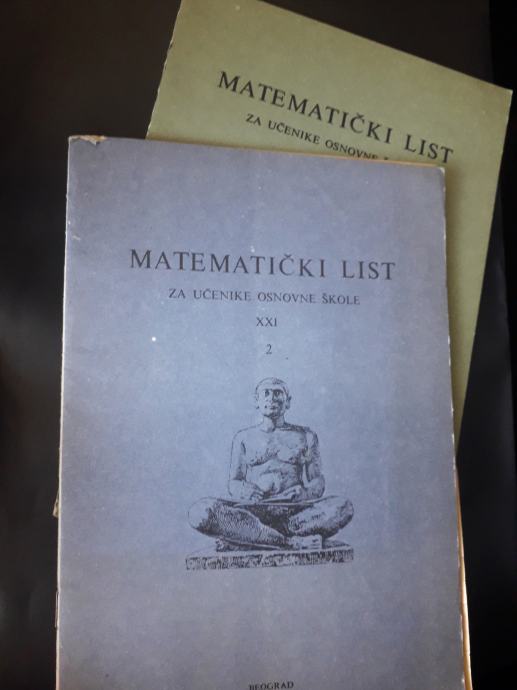 MATEMATIČKI LIST
ZA UČENIKE OSNOVNE
MATEMATIČKI LIST
ZA UČENIKE OSNOVNE ŠKOLE
XXI
2
BEOGRAD